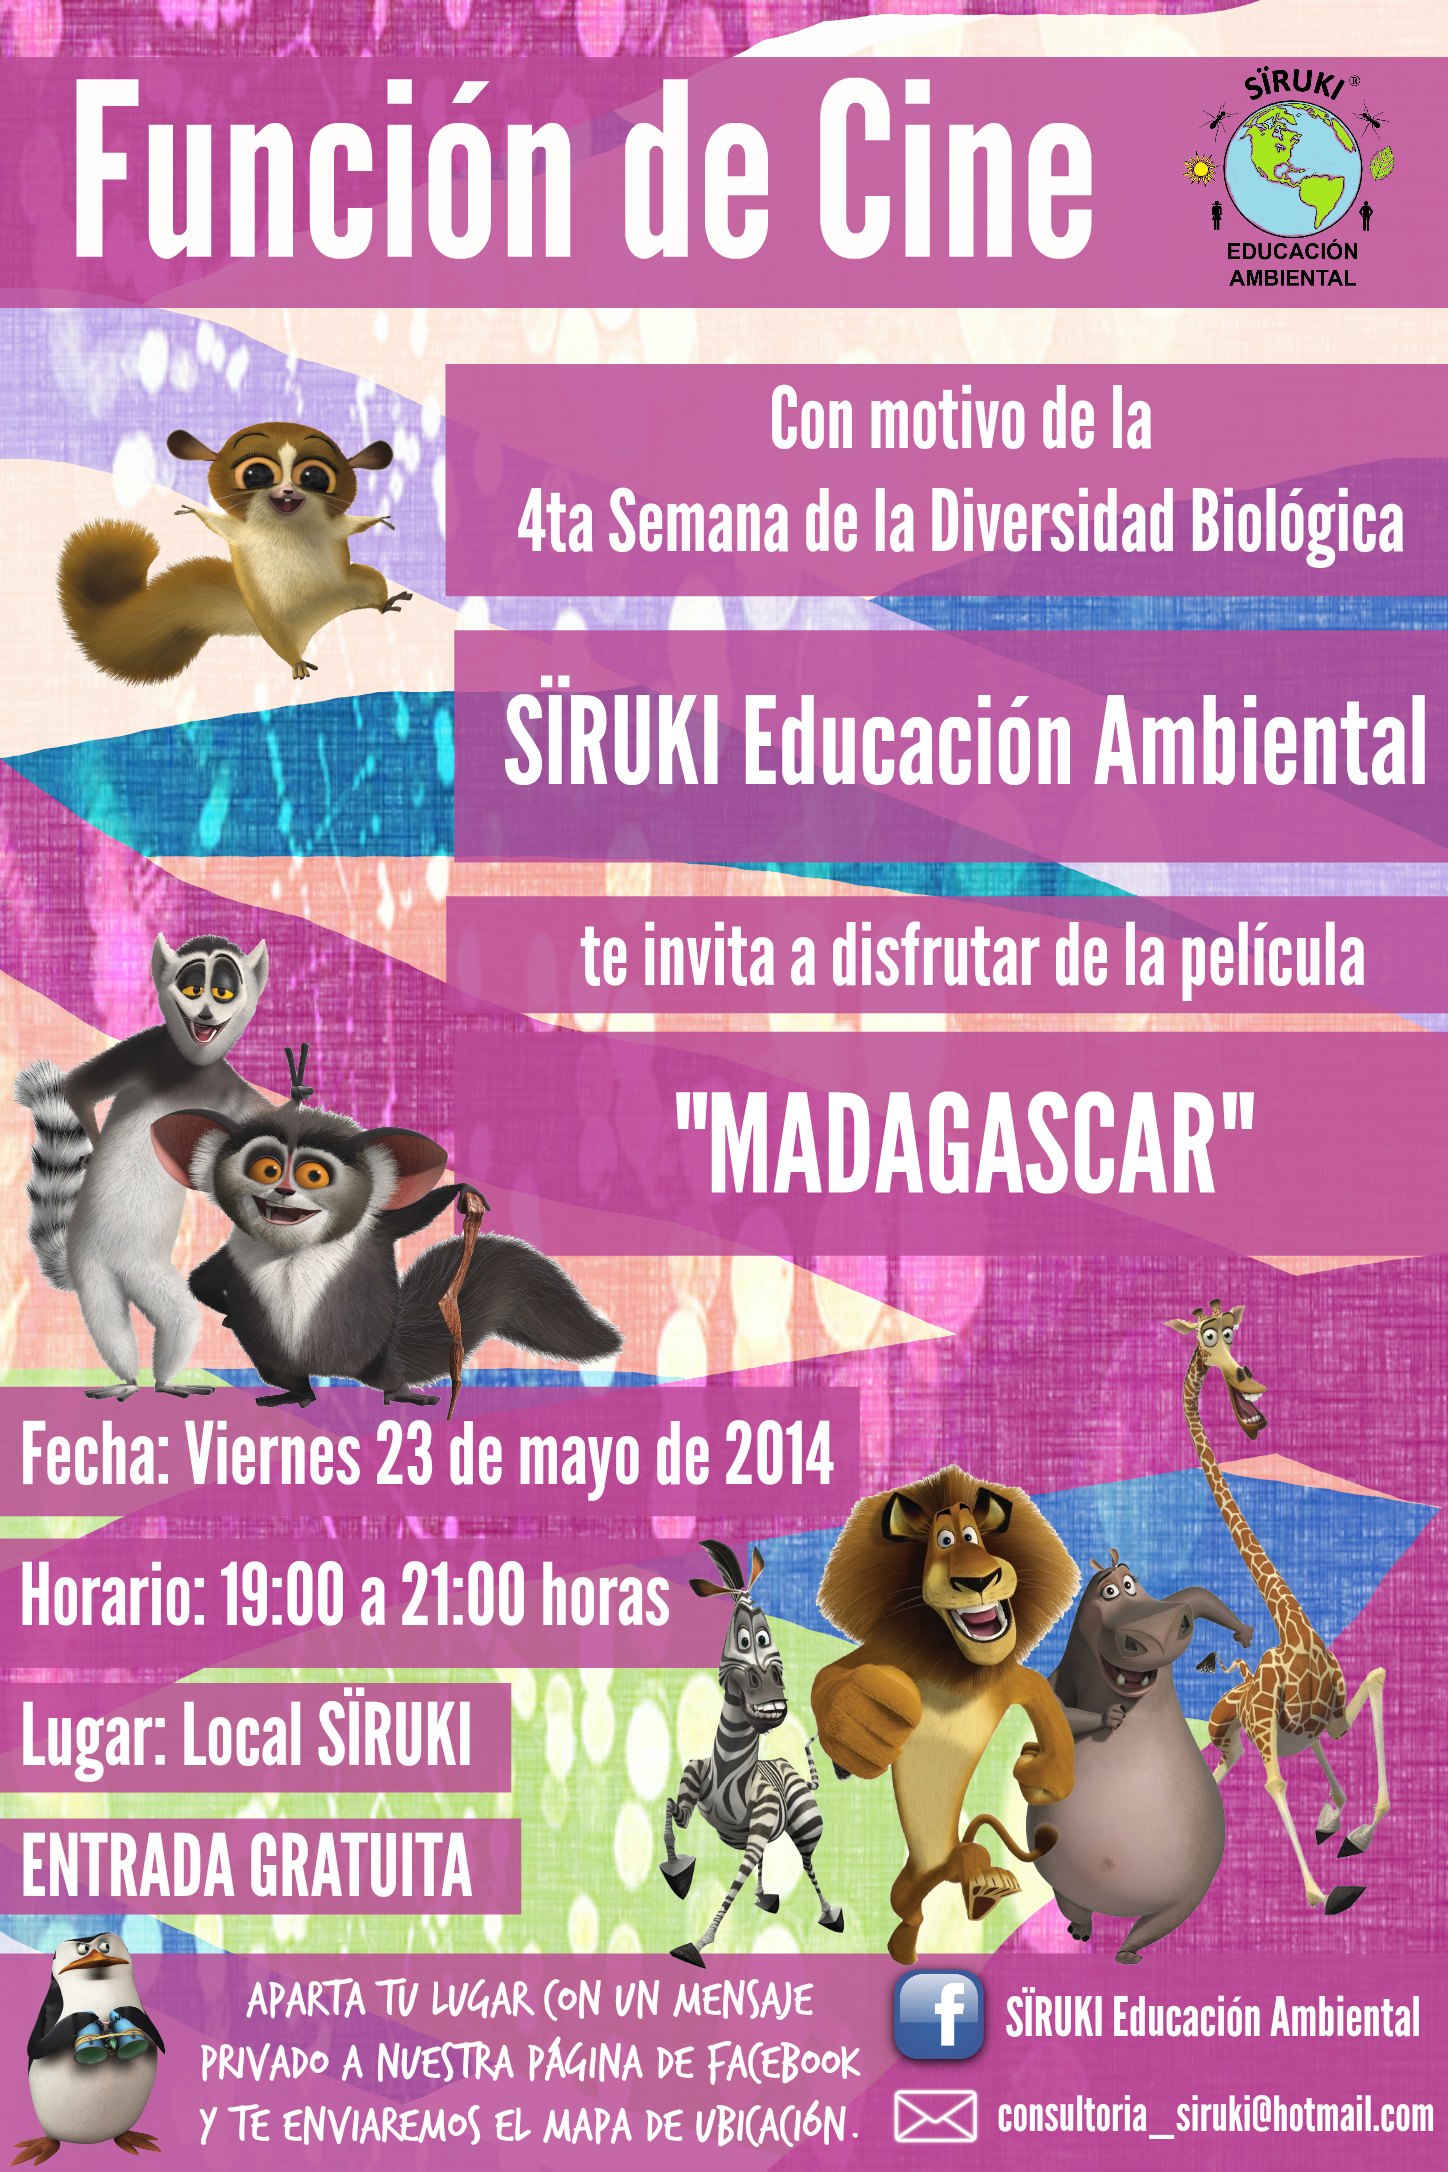 Función de Cine
SÏRUKI®
EDUCACIÓN
AMBIENTAL
Con motivo de la
4ta Semana de la Diversidad Biológica
SÏRUKI Educación Ambiental
te invita a disfrutar de la película
"MADAGASCAR"
Fecha: Viernes 23 de mayo de 2014
Horario: 19:00 a 21:00 horas
Lugar: Local SÏRUKI
ENTRADA GRATUITA
APARTA TU LUGAR CON UN MENSAJE
PRIVADO A NUESTRA PÁGINA DE FACEBOOK
Y TE ENVIAREMOS EL MAPA DE UBICACIÓN.
f SÏRUKI Educación Ambiental
consultoria_siruki@hotmail.com